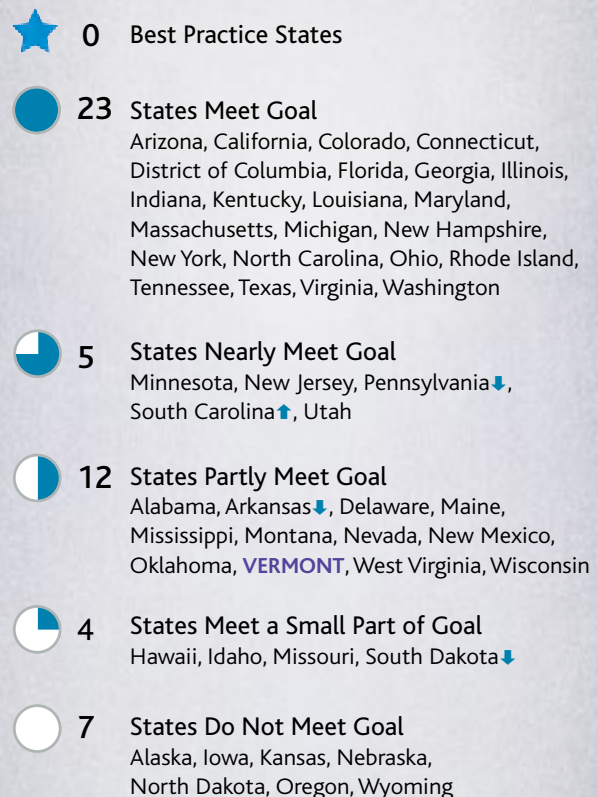 0 Best Practice States
23 States Meet Goal
Arizona, California, Colorado, Connecticut,
District of Columbia, Florida, Georgia, Illinois,
Indiana, Kentucky, Louisiana, Maryland,
Massachusetts, Michigan, New Hampshire,
New York, North Carolina, Ohio, Rhode Island,
Tennessee, Texas, Virginia, Washington
5 States Nearly Meet Goal
Minnesota, New Jersey, Pennsylvania⬇,
South Carolina⬆, Utah
12 States Partly Meet Goal
Alabama, Arkansas⬇, Delaware, Maine,
Mississippi, Montana, Nevada, New Mexico,
Oklahoma, VERMONT, West Virginia, Wisconsin
4 States Meet a Small Part of Goal
Hawaii, Idaho, Missouri, South Dakota⬇
7 States Do Not Meet Goal
Alaska, Iowa, Kansas, Nebraska,
North Dakota, Oregon, Wyoming